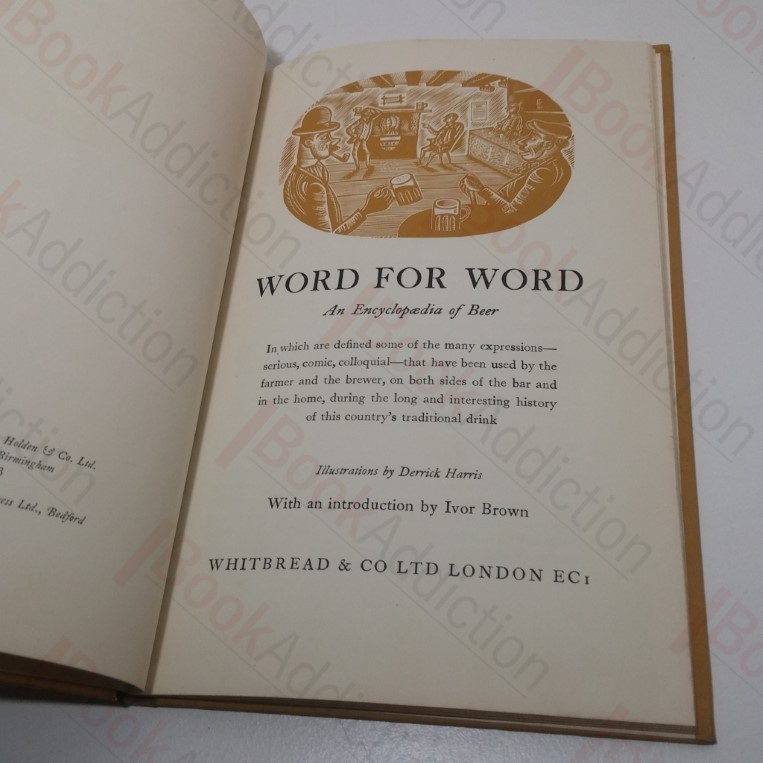 Holden & Co. Ltd.
Birmingham
Ltd., Bedford
WORD FOR WORD
An Encyclopædia of Beer
In which are defined some of the many expressions—
serious, comic, colloquial—that have been used by the
farmer and the brewer, on both sides of the bar and
in the home, during the long and interesting history
of this country's traditional drink
Illustrations by Derrick Harris
With an introduction by Ivor Brown
WHITBREAD & CO LTD LONDON EC1
BookAddiction